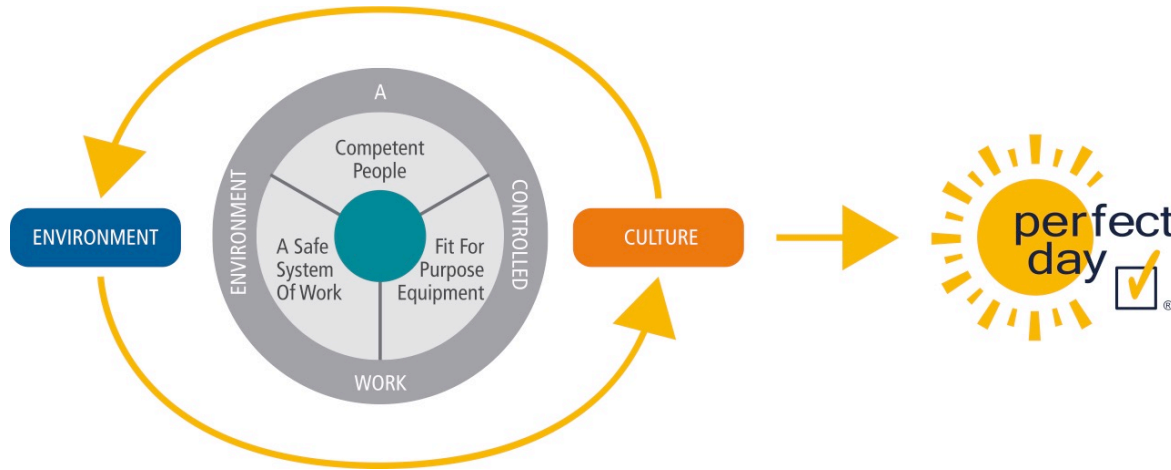 A
CONTROLLED
WORK
ENVIRONMENT
Competent
People
A Safe
System
Of Work
Fit For
Purpose
Equipment
ENVIRONMENT
CULTURE
perfect
day
®